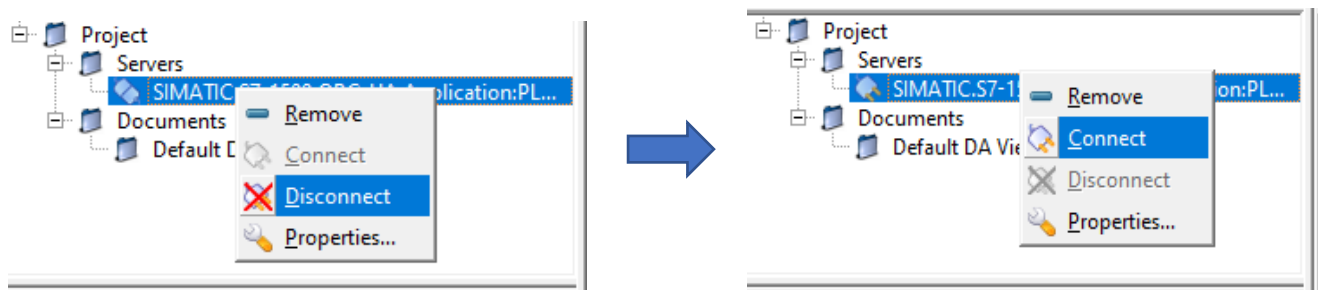 Project
Servers
SIMATIC.S7-1500.OPC-UA.Application:PL...
Remove
Documents
Default D
Connect
Disconnect
Properties...
Project
Servers
SIMATIC.S7-1 ion:PL...
Remove
Documents
Connect
Default DA Vie
Disconnect
Properties...